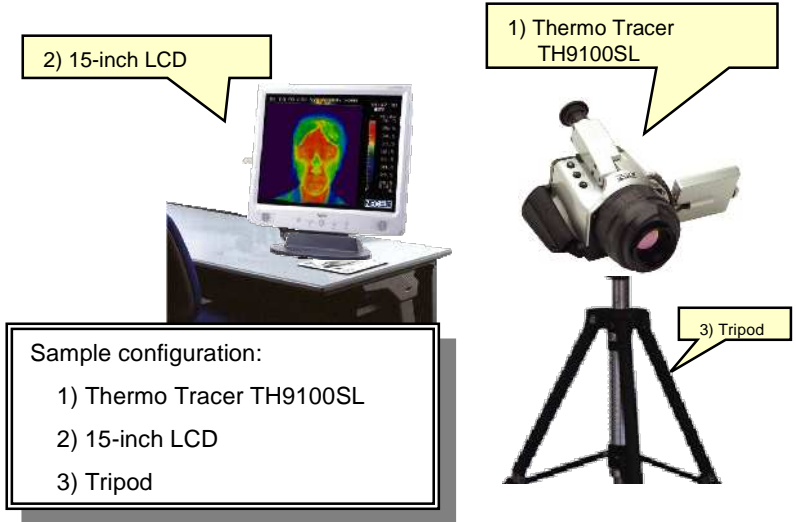 2) 15-inch LCD
1) Thermo Tracer
TH9100SL
3) Tripod
Sample configuration:
1) Thermo Tracer TH9100SL
2) 15-inch LCD
3) Tripod